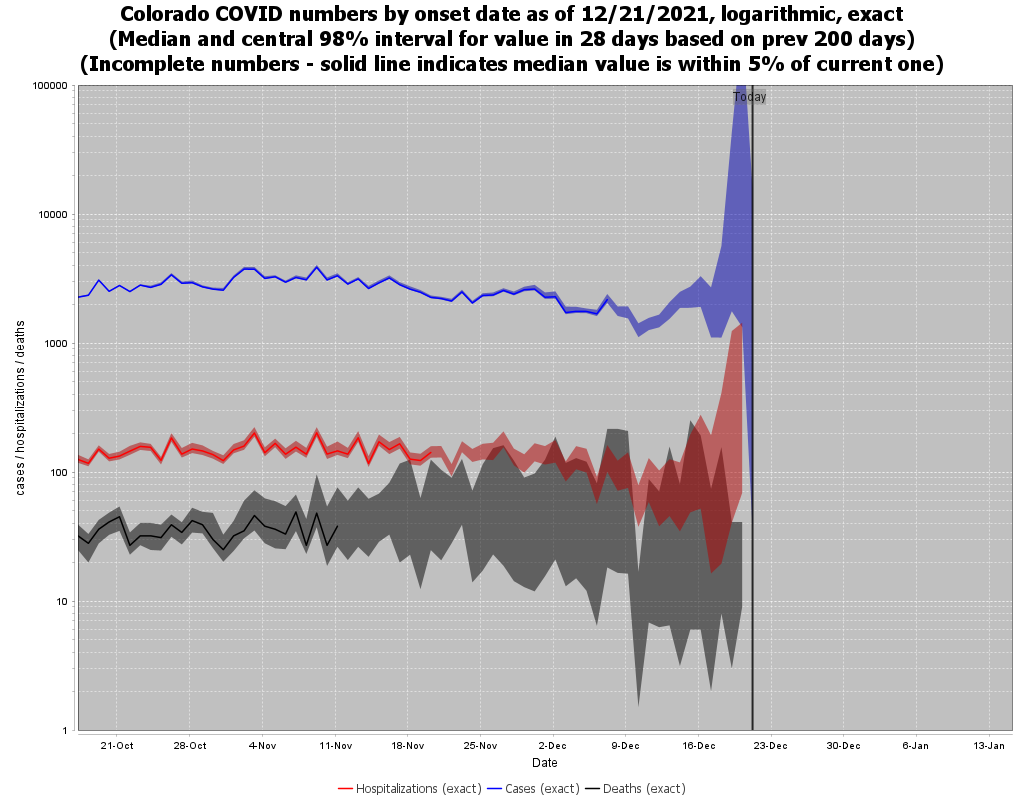 Colorado COVID numbers by onset date as of 12/21/2021, logarithmic, exact
(Median and central 98% interval for value in 28 days based on prev 200 days)
(Incomplete numbers - solid line indicates median value is within 5% of current one)
Today
100000
10000
1000
100
10
1
cases / hospitalizations / deaths
21-Oct 28-Oct 4-Nov 11-Nov 18-Nov 25-Nov 2-Dec 9-Dec 16-Dec 23-Dec 30-Dec 6-Jan 13-Jan
Date
Hospitalizations (exact) Cases (exact) Deaths (exact)